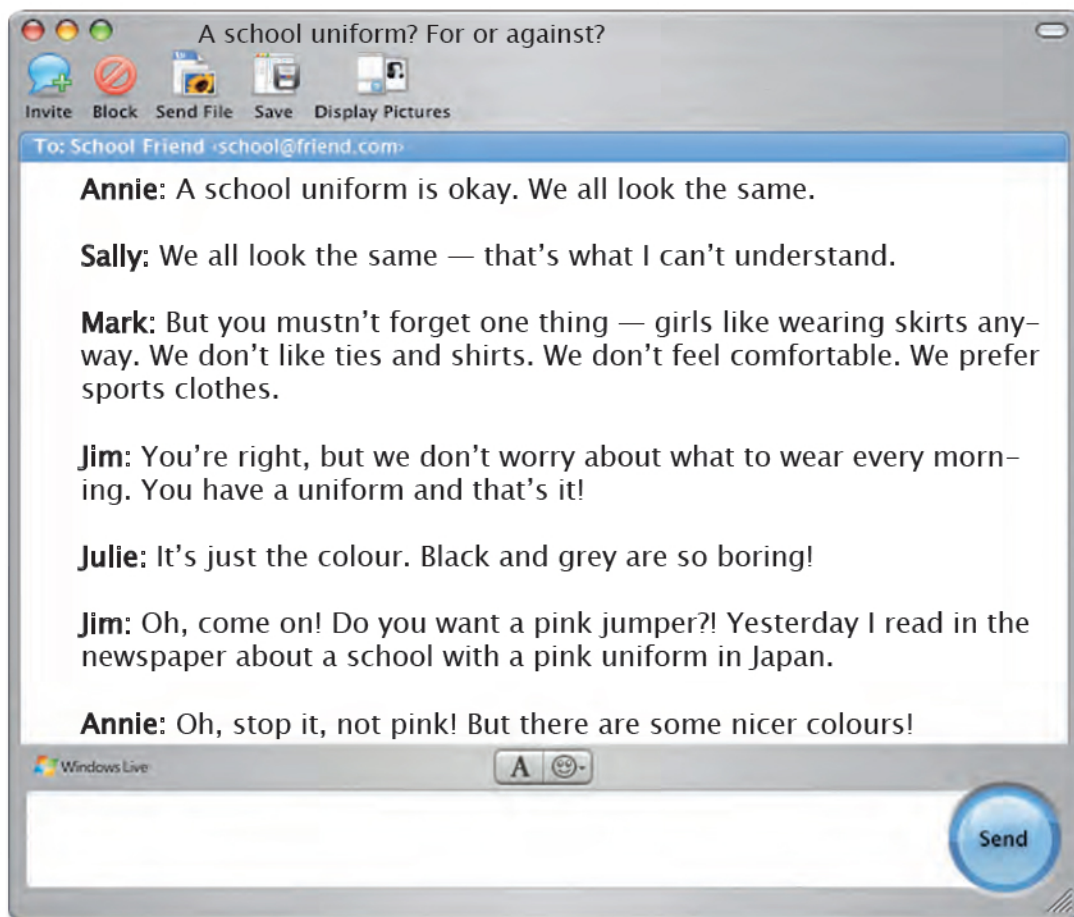 A school uniform? For or against?
Invite Block Send File Save Display Pictures
To: School Friend <school@friend.com>
Annie: A school uniform is okay. We all look the same.
Sally: We all look the same — that's what I can't understand.
Mark: But you mustn't forget one thing — girls like wearing skirts any-
way. We don't like ties and shirts. We don't feel comfortable. We prefer
sports clothes.
Jim: You're right, but we don't worry about what to wear every morn-
ing. You have a uniform and that's it!
Julie: It's just the colour. Black and grey are so boring!
Jim: Oh, come on! Do you want a pink jumper?! Yesterday I read in the
newspaper about a school with a pink uniform in Japan.
Annie: Oh, stop it, not pink! But there are some nicer colours!
Windows Live A
Send